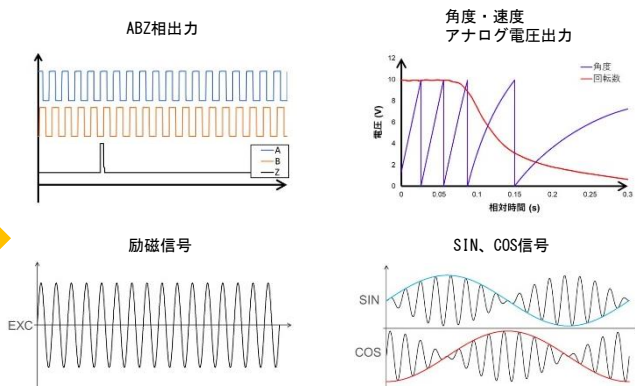 ABZ相出力
A
B
Z
角度・速度
アナログ電圧出力
電圧 (V)
12
10
8
6
4
2
0
0
0.05
0.1
0.15
0.2
0.25
0.3
相対時間 (s)
角度
回転数
励磁信号
EXC
SIN、COS信号
SIN
COS